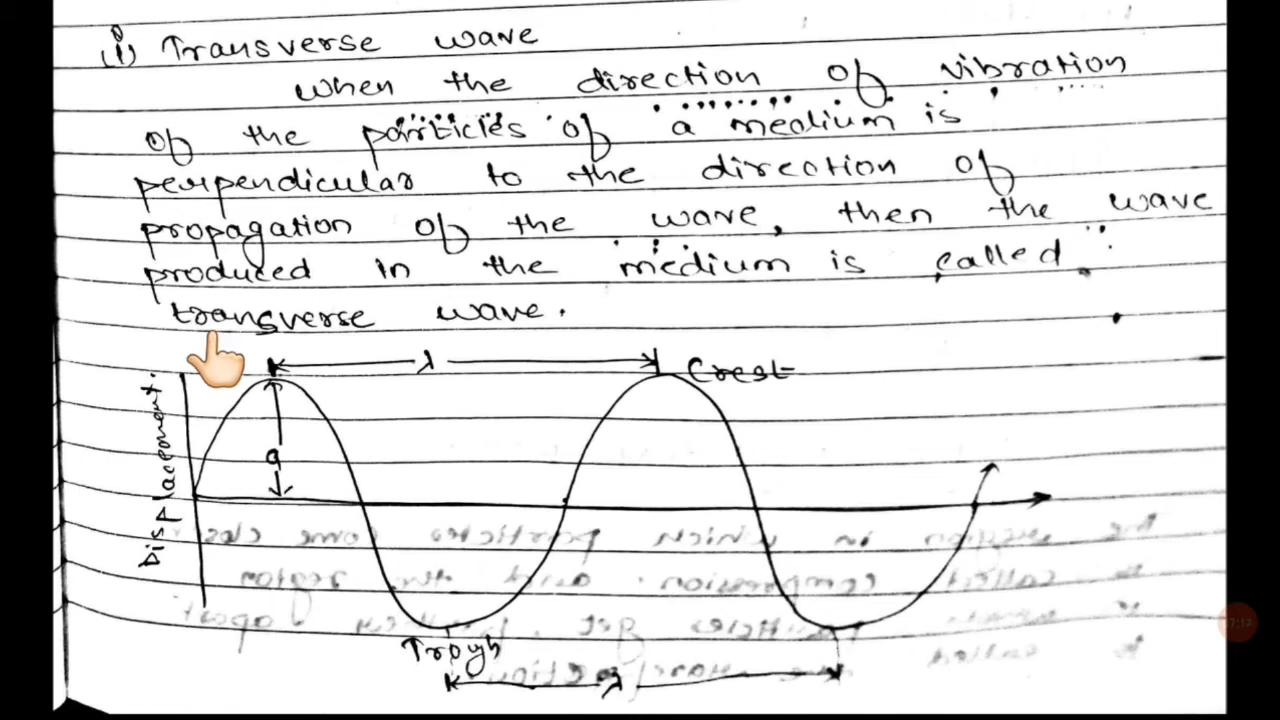 (i) Transverse wave
when the direction of vibration
of the particles of a medium is
perpendicular to the direction of
propagation of the wave, then the wave
produced in the medium is called
transverse wave.
λ
Crest
Displacement.
a
Trough
λ